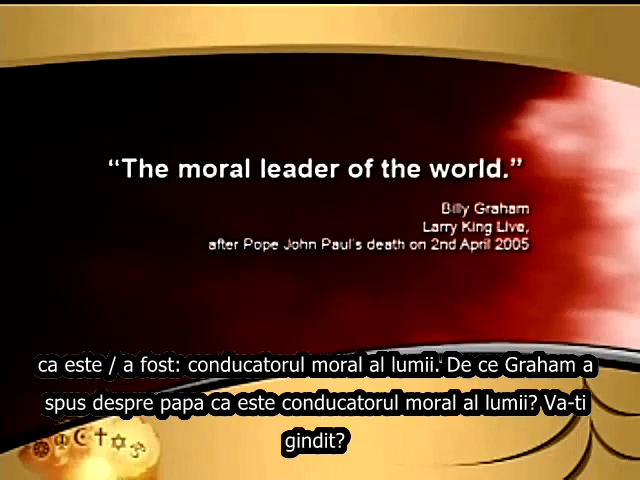 “The moral leader of the world.”
Billy Graham
Larry King Live,
after Pope John Paul's death on 2nd April 2005
ca este / a fost: conducatorul moral al lumii. De ce Graham a
spus despre papa ca este conducatorul moral al lumii? Va-ti
gindit?